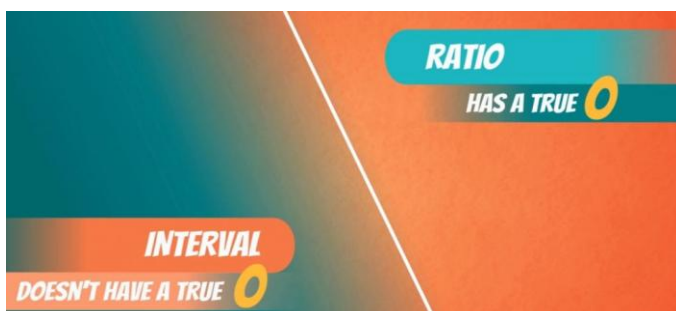 RATIO
HAS A TRUE 0
INTERVAL
DOESN'T HAVE A TRUE 0